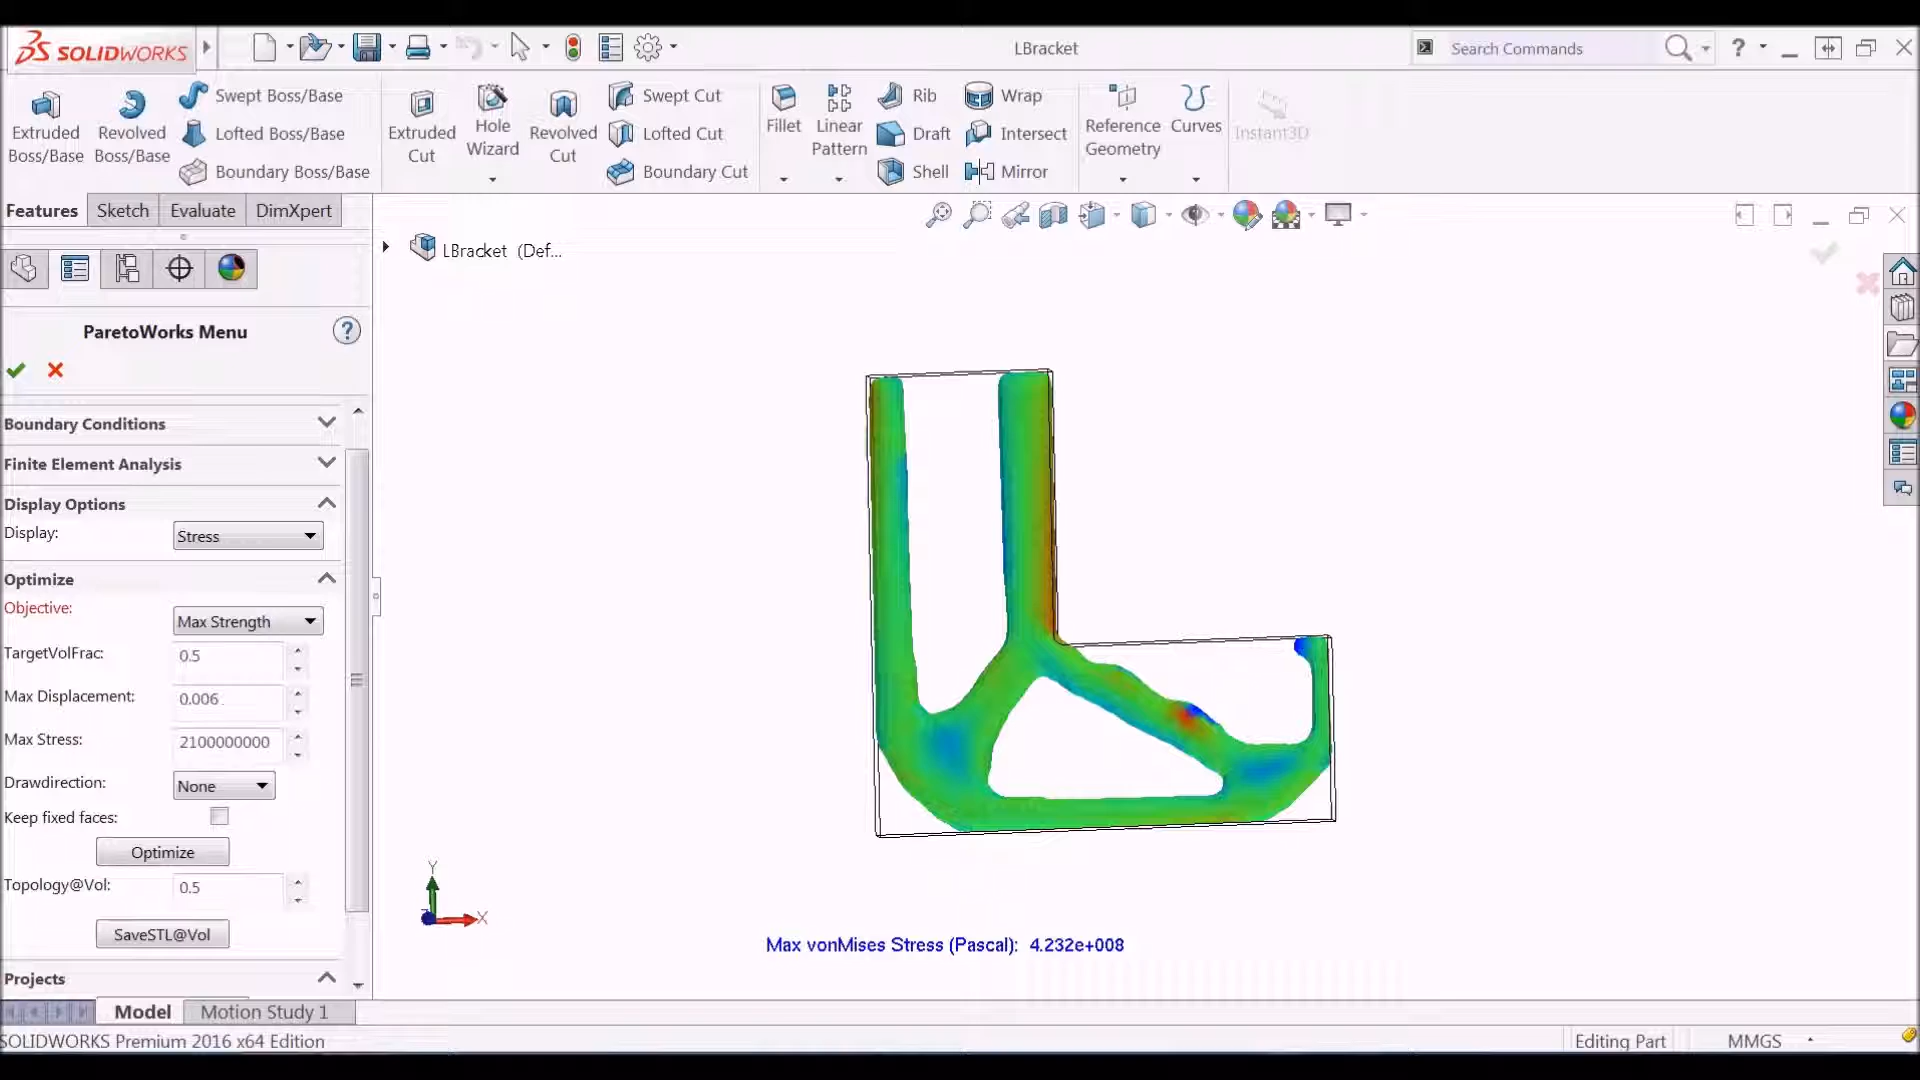 SOLIDWORKS
LBracket
Search Commands
?
Extruded Boss/Base
Revolved Boss/Base
Swept Boss/Base
Lofted Boss/Base
Boundary Boss/Base
Extruded Cut
Hole Wizard
Revolved Cut
Swept Cut
Lofted Cut
Boundary Cut
Fillet
Linear Pattern
Rib
Draft
Shell
Wrap
Intersect
Mirror
Reference Geometry
Curves
Instant3D
Features
Sketch
Evaluate
DimXpert
LBracket (Def...
ParetoWorks Menu
?
Boundary Conditions
Finite Element Analysis
Display Options
Display:
Stress
Optimize
Objective:
Max Strength
TargetVolFrac:
0.5
Max Displacement:
0.006
Max Stress:
2100000000
Drawdirection:
None
Keep fixed faces:
Optimize
Topology@Vol:
0.5
SaveSTL@Vol
Projects
Y
X
Max vonMises Stress (Pascal): 4.232e+008
Model
Motion Study 1
SOLIDWORKS Premium 2016 x64 Edition
Editing Part
MMGS